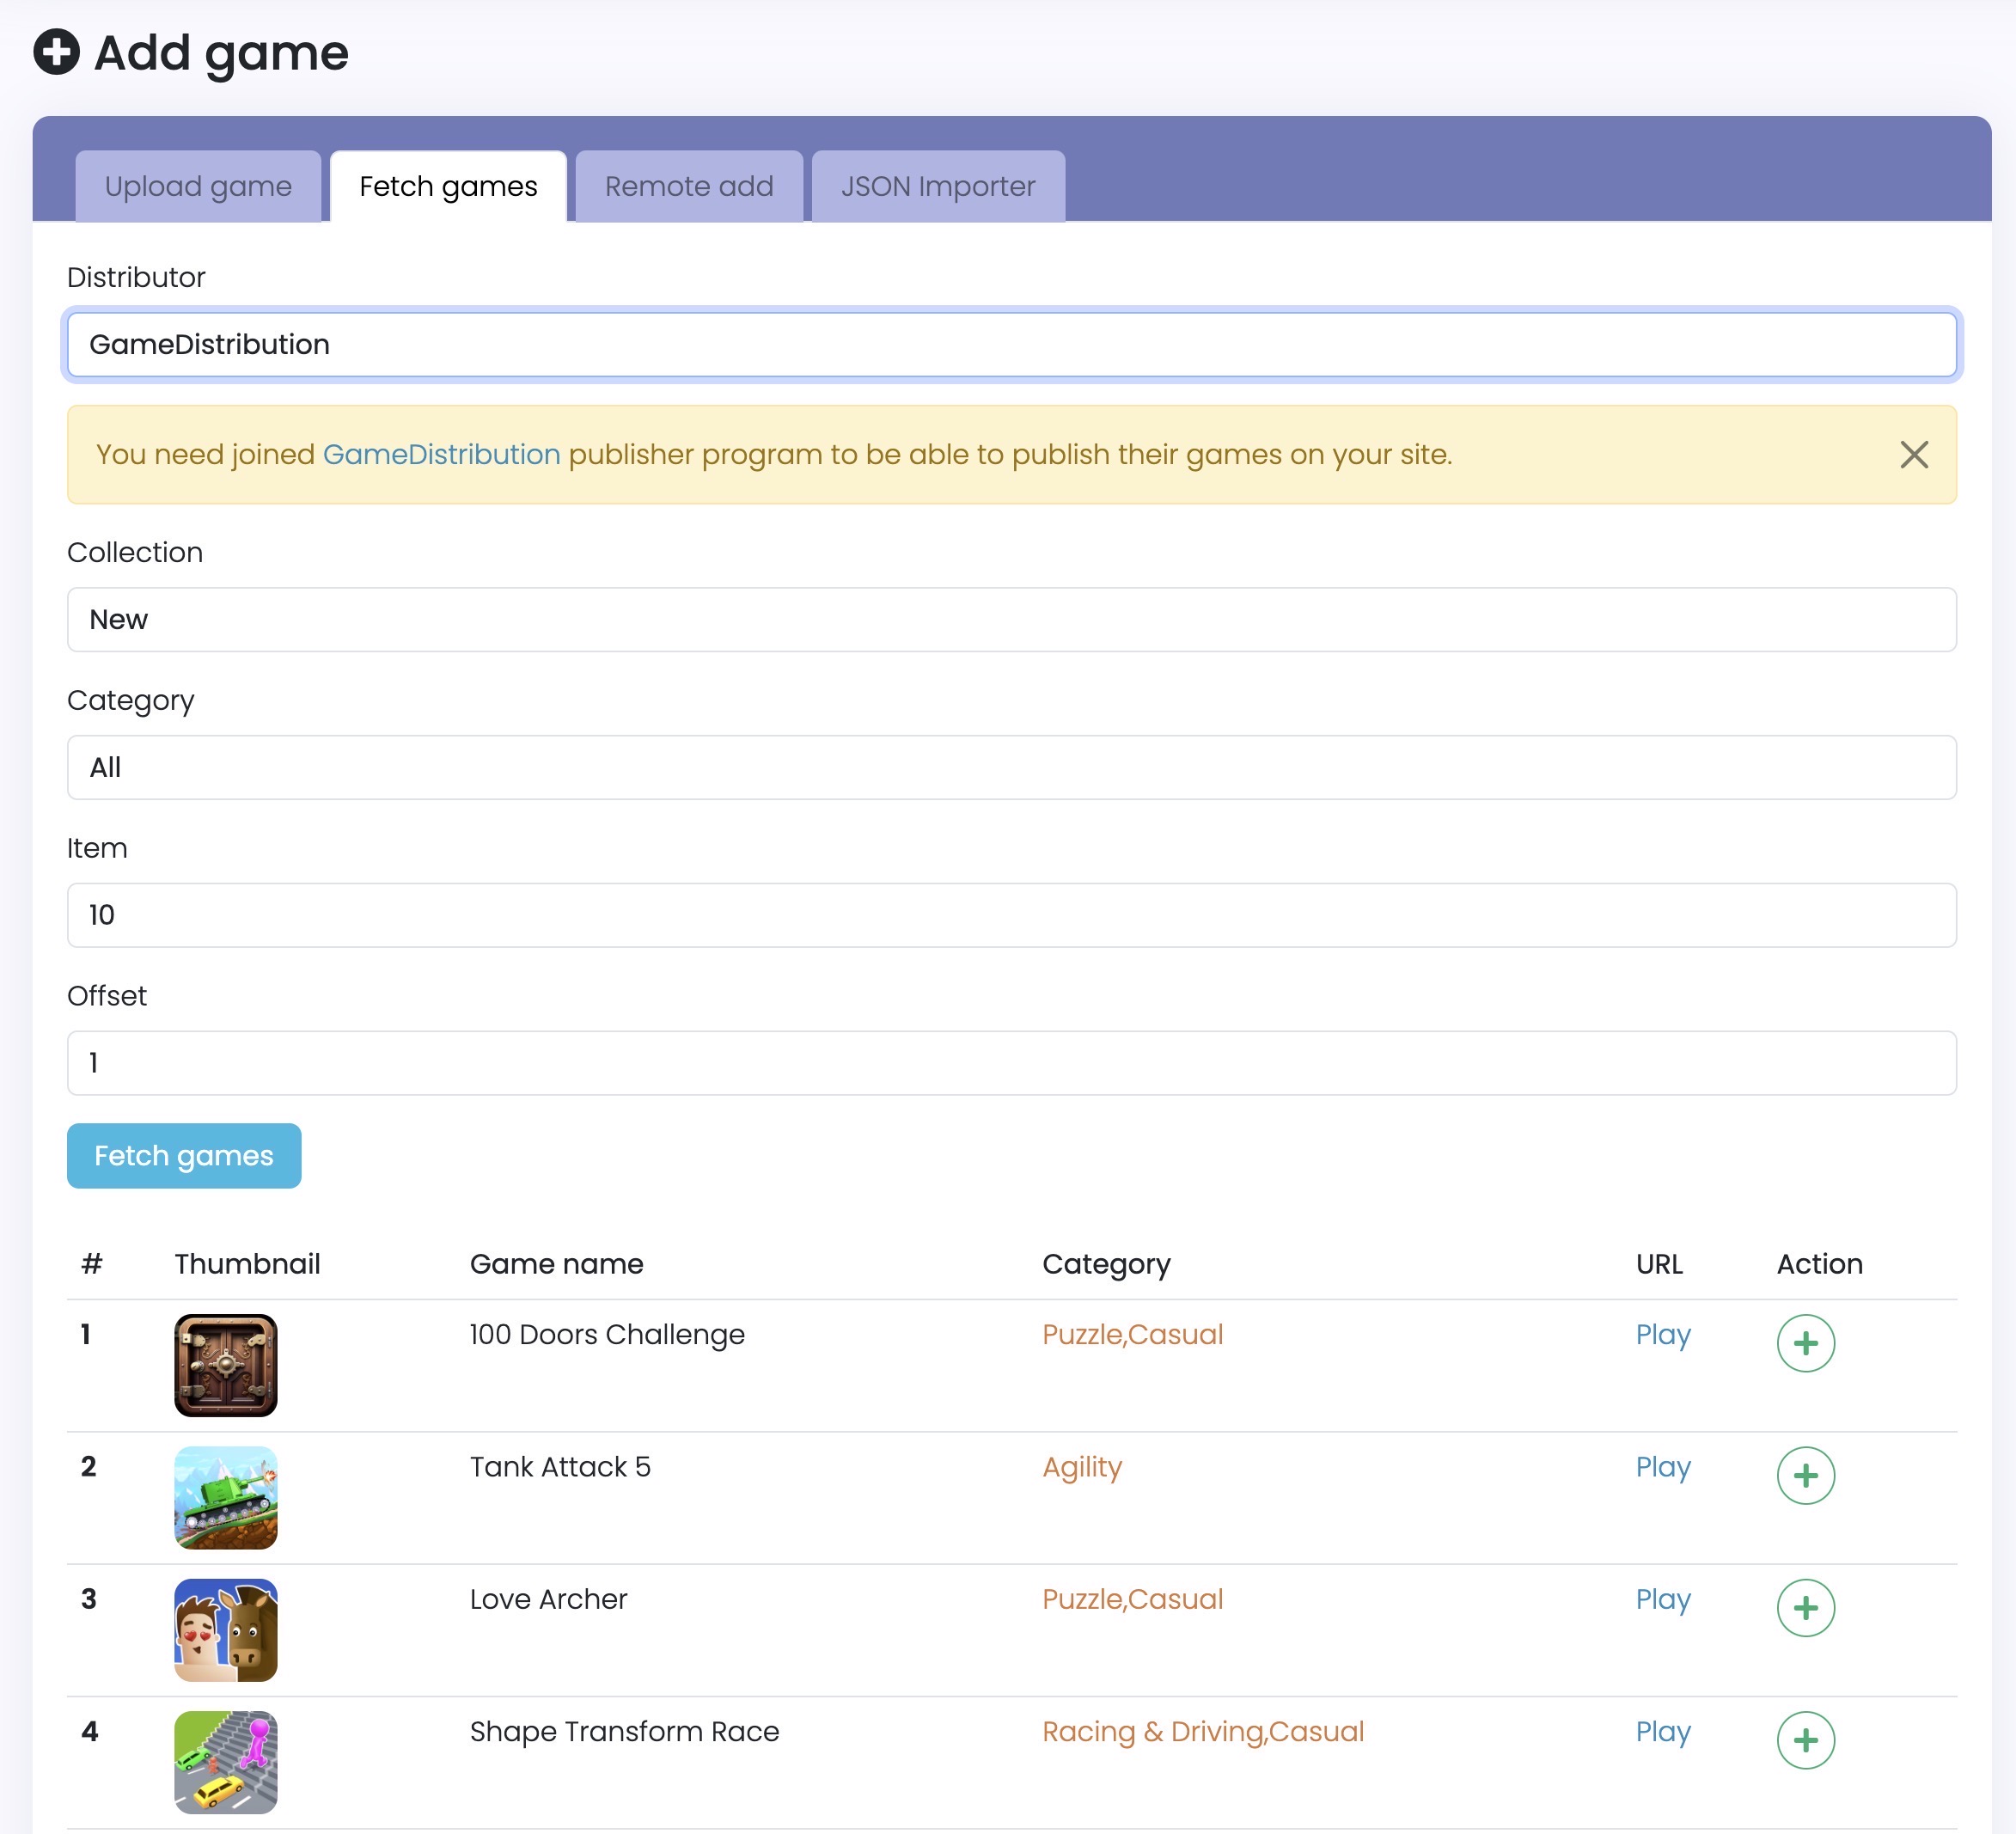 Add game
Upload game Fetch games Remote add JSON Importer
Distributor
GameDistribution
You need joined GameDistribution publisher program to be able to publish their games on your site.
Collection
New
Category
All
Item
10
Offset
1
Fetch games
# Thumbnail Game name Category URL Action
1 100 Doors Challenge Puzzle,Casual Play
2 Tank Attack 5 Agility Play
3 Love Archer Puzzle,Casual Play
4 Shape Transform Race Racing & Driving,Casual Play